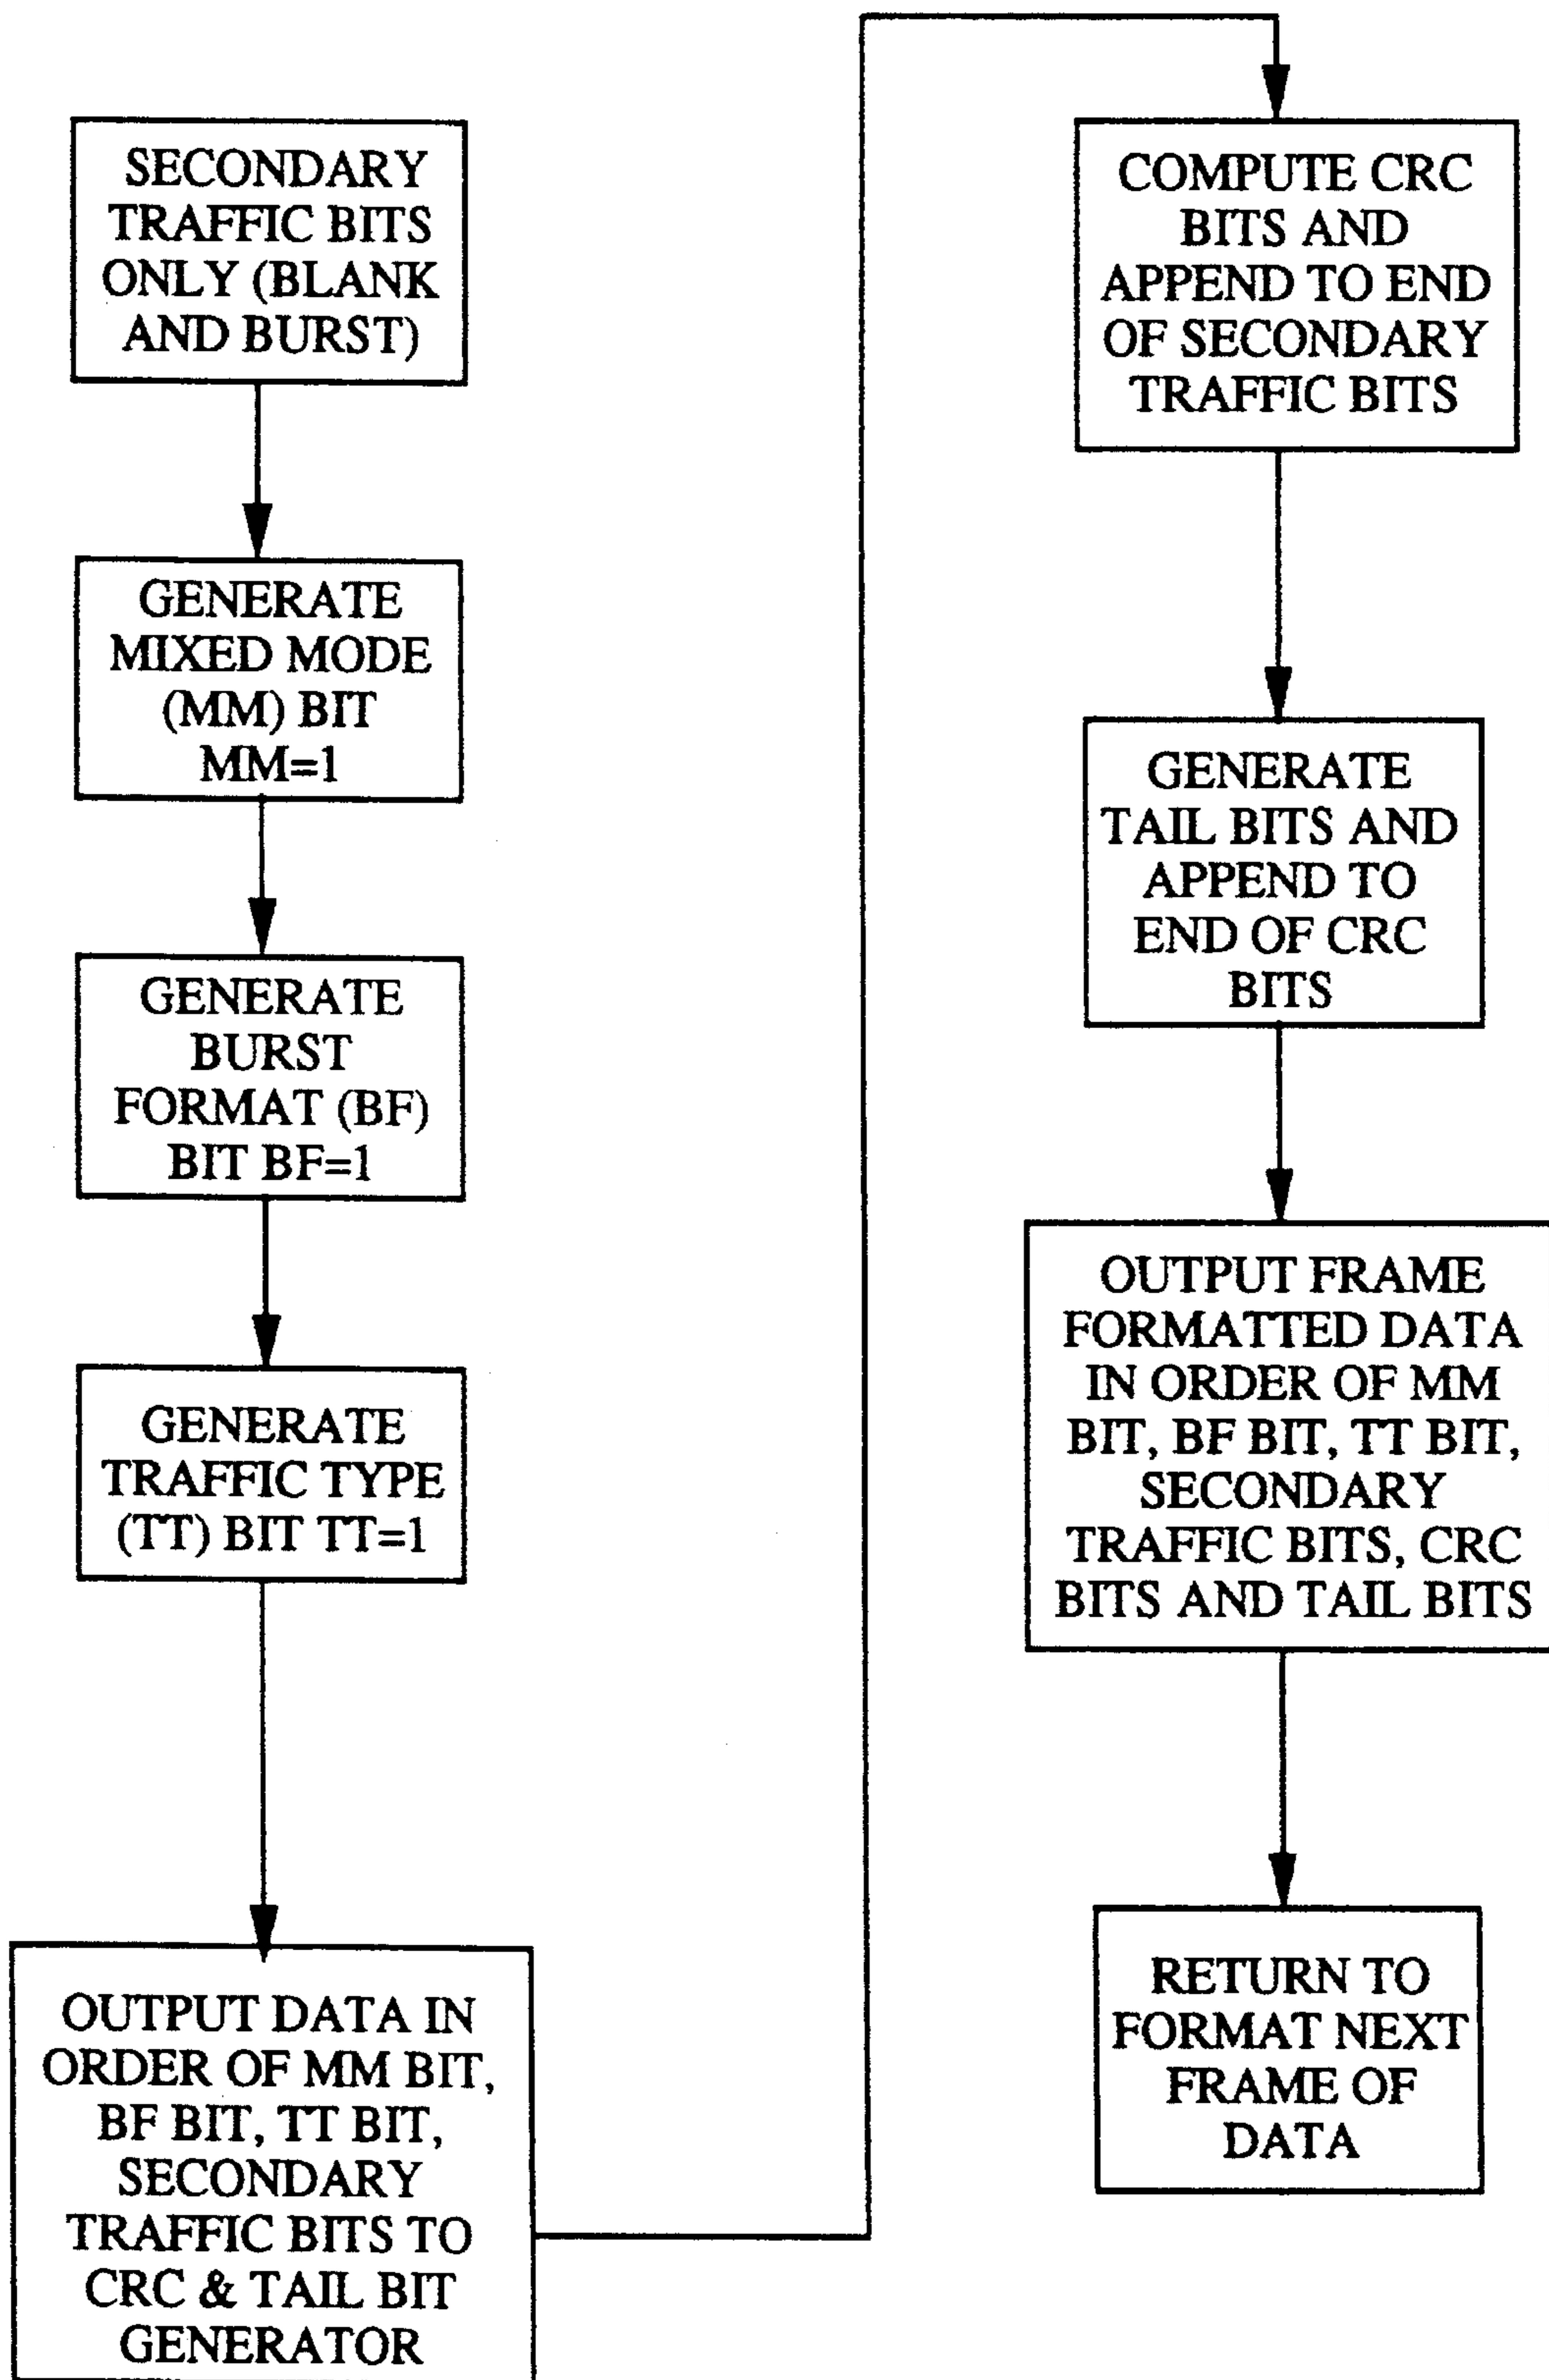 SECONDARY
TRAFFIC BITS
ONLY (BLANK
AND BURST)
GENERATE
MIXED MODE
(MM) BIT
MM=1
GENERATE
BURST
FORMAT (BF)
BIT BF=1
GENERATE
TRAFFIC TYPE
(TT) BIT TT=1
OUTPUT DATA IN
ORDER OF MM BIT,
BF BIT, TT BIT,
SECONDARY
TRAFFIC BITS TO
CRC & TAIL BIT
GENERATOR
COMPUTE CRC
BITS AND
APPEND TO END
OF SECONDARY
TRAFFIC BITS
GENERATE
TAIL BITS AND
APPEND TO
END OF CRC
BITS
OUTPUT FRAME
FORMATTED DATA
IN ORDER OF MM
BIT, BF BIT, TT BIT,
SECONDARY
TRAFFIC BITS, CRC
BITS AND TAIL BITS
RETURN TO
FORMAT NEXT
FRAME OF
DATA